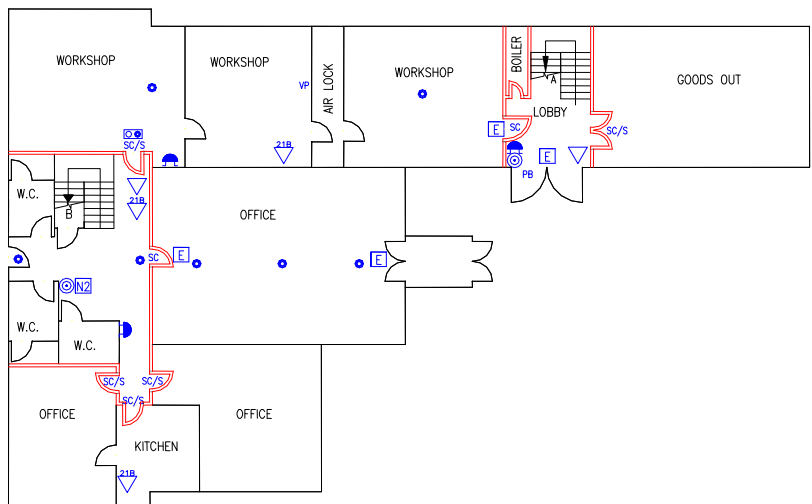 WORKSHOP
WORKSHOP
VP
AIR LOCK
WORKSHOP
BOILER
A
LOBBY
GOODS OUT
SC/S
21B
E
SC
SC/S
PB
E
W.C.
B
21B
OFFICE
SC
E
E
N2
W.C.
W.C.
SC/S
SC/S
SC/S
OFFICE
OFFICE
KITCHEN
21B